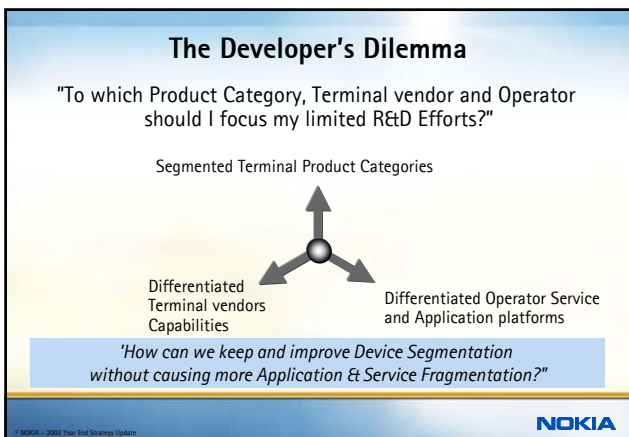 The Developer's Dilemma
"To which Product Category, Terminal vendor and Operator
should I focus my limited R&D Efforts?"
Segmented Terminal Product Categories
Differentiated
Terminal vendors
Capabilities
Differentiated Operator Service
and Application platforms
'How can we keep and improve Device Segmentation
without causing more Application & Service Fragmentation?"
© NOKIA – 2002 Year End Strategy Update
NOKIA